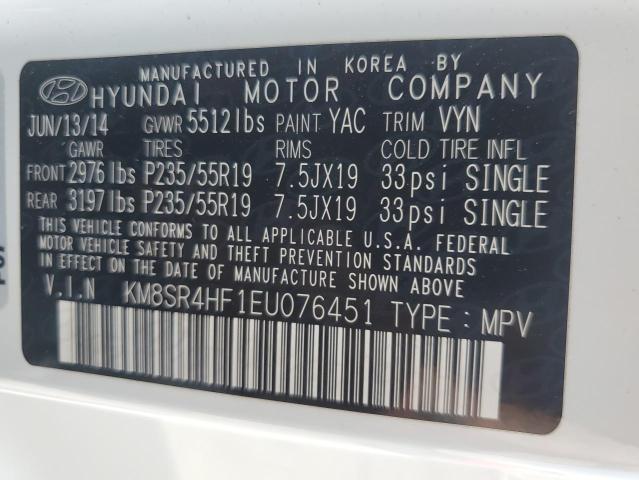 MANUFACTURED IN KOREA BY
HYUNDAI MOTOR COMPANY
JUN/13/14 GVWR 5512lbs PAINT YAC TRIM VYN
GAWR TIRES RIMS COLD TIRE INFL
FRONT 2976lbs P235/55R19 7.5JX19 33psi SINGLE
REAR 3197lbs P235/55R19 7.5JX19 33psi SINGLE
THIS VEHICLE CONFORMS TO ALL APPLICABLE U.S.A. FEDERAL
MOTOR VEHICLE SAFETY AND THEFT PREVENTION STANDARDS
IN EFFECT ON THE DATE OF MANUFACTURE SHOWN ABOVE.
V.I.N KM8SR4HF1EU076451 TYPE : MPV